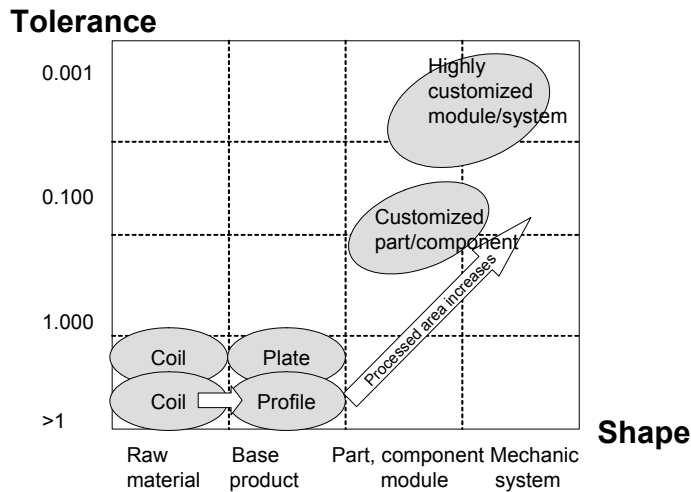 Tolerance
0.001
Highly
customized
module/system
0.100
Customized
part/component
Processed area increases
1.000
Coil
Plate
Coil
Profile
>1
Shape
Raw
material
Base
product
Part, component
module
Mechanic
system